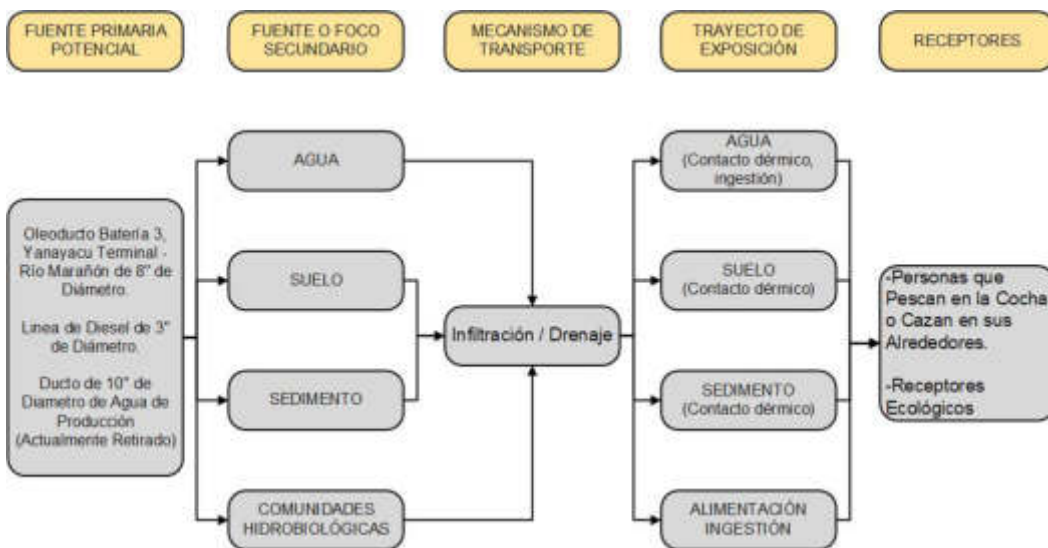 FUENTE PRIMARIA
POTENCIAL
FUENTE O FOCO
SECUNDARIO
MECANISMO DE
TRANSPORTE
TRAYECTO DE
EXPOSICIÓN
RECEPTORES
Oleoducto Batería 3,
Yanayacu Terminal -
Río Marañón de 8" de
Diámetro.
Linea de Diesel de 3"
de Diámetro.
Ducto de 10" de
Diametro de Agua de
Producción
(Actualmente Retirado)
AGUA
SUELO
SEDIMENTO
COMUNIDADES
HIDROBIOLÓGICAS
Infiltración / Drenaje
AGUA
(Contacto dérmico,
ingestión)
SUELO
(Contacto dérmico)
SEDIMENTO
(Contacto dérmico)
ALIMENTACIÓN
INGESTIÓN
-Personas que
Pescan en la Cocha
o Cazan en sus
Alrededores.
-Receptores
Ecológicos